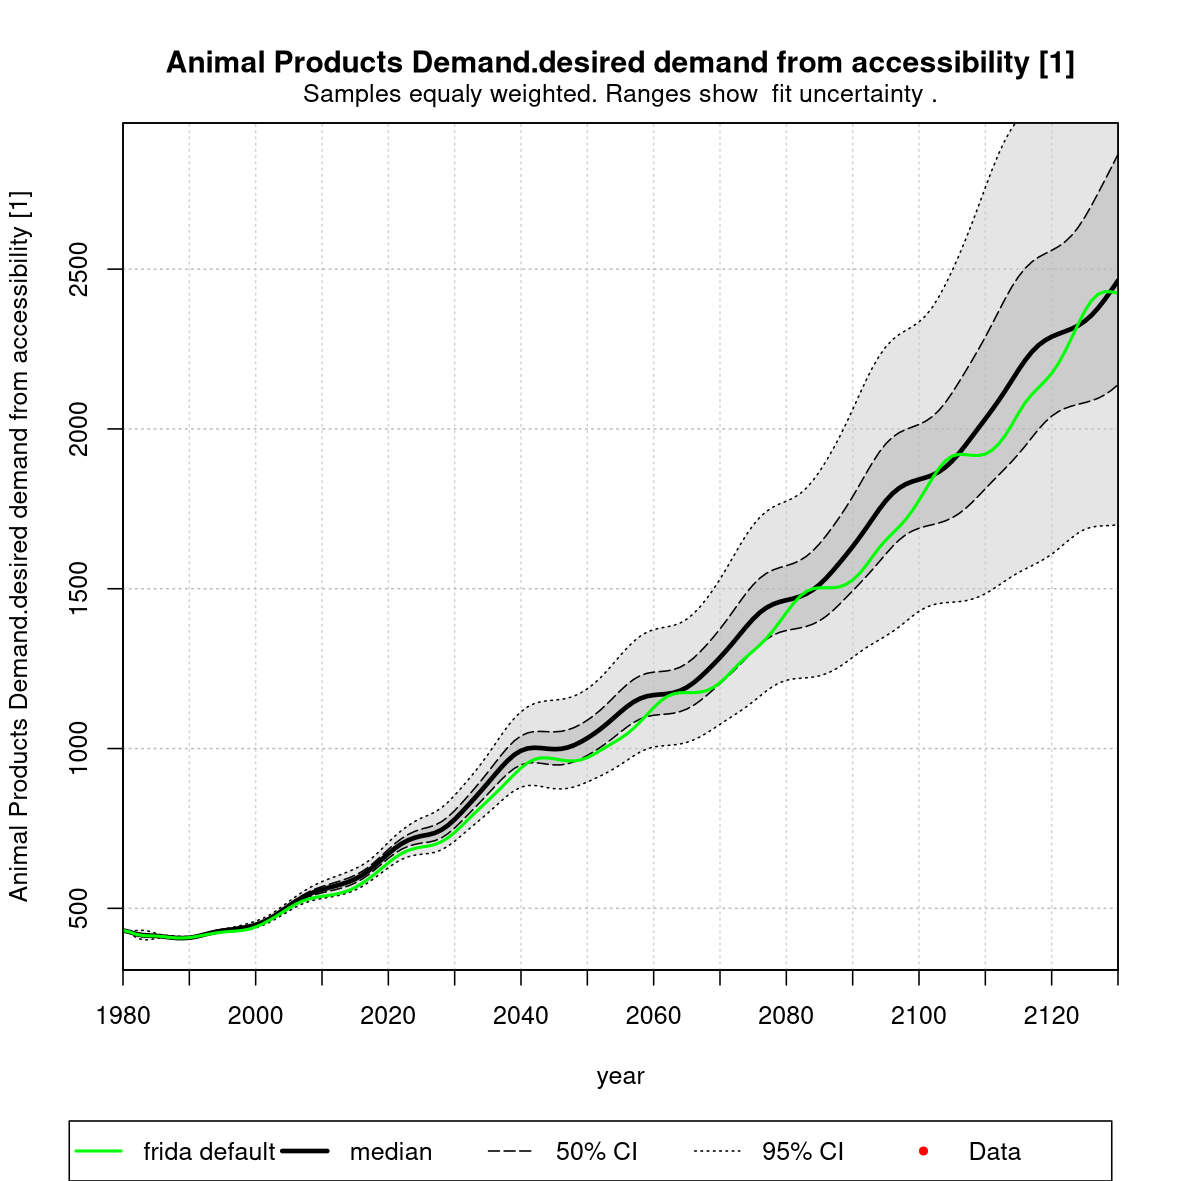 Animal Products Demand.desired demand from accessibility [1]
Samples equaly weighted. Ranges show  fit uncertainty .
Animal Products Demand.desired demand from accessibility [1]
2500
2000
1500
1000
500
1980 2000 2020 2040 2060 2080 2100 2120
year
frida default median 50% CI 95% CI Data